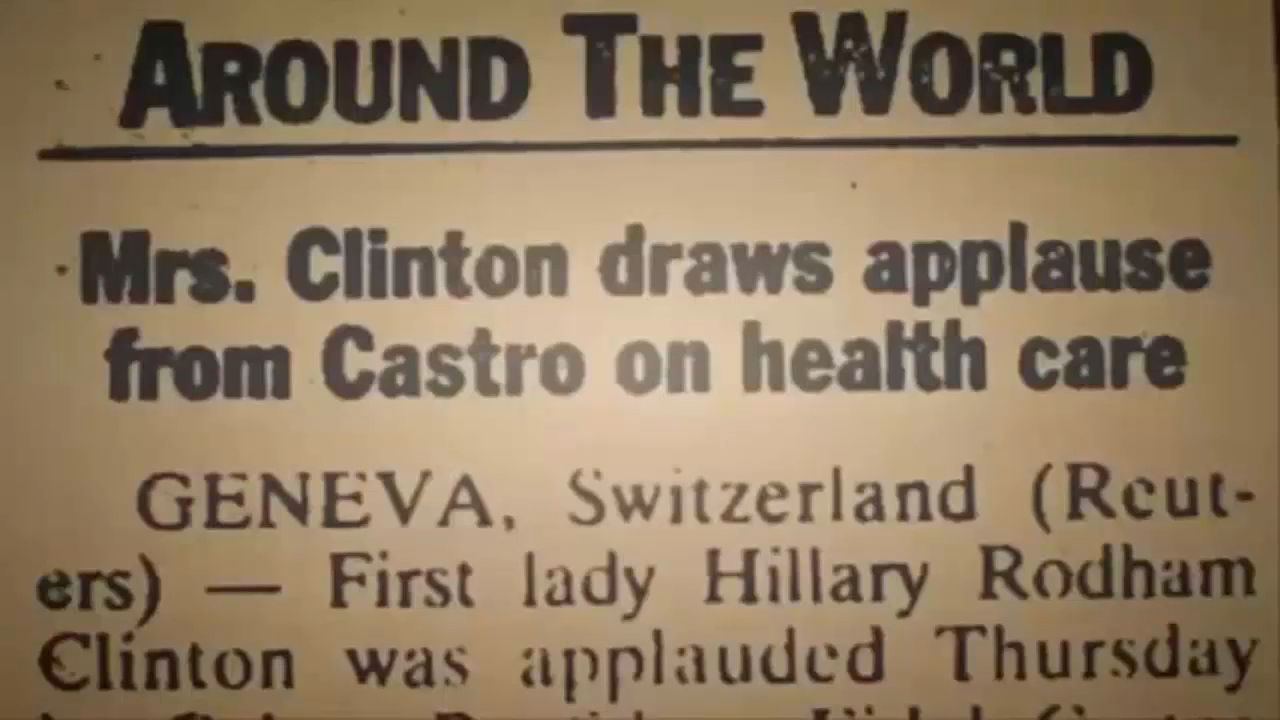 AROUND THE WORLD
Mrs. Clinton draws applause
from Castro on health care
GENEVA, Switzerland (Reut-
ers) — First lady Hillary Rodham
Clinton was applauded Thursday